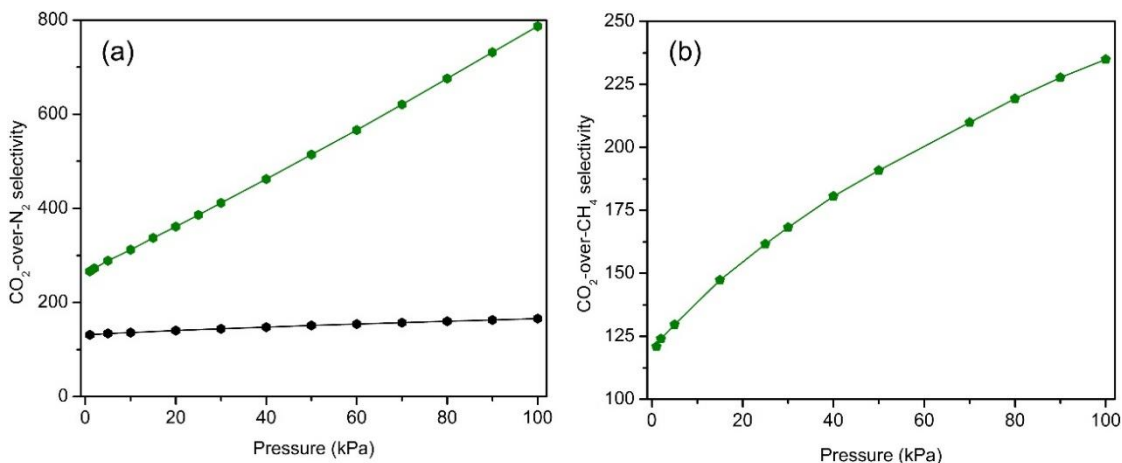 (a)
CO₂-over-N₂ selectivity
800
600
400
200
0
0 20 40 60 80 100
Pressure (kPa)
(b)
CO₂-over-CH₄ selectivity
250
225
200
175
150
125
100
0 20 40 60 80 100
Pressure (kPa)